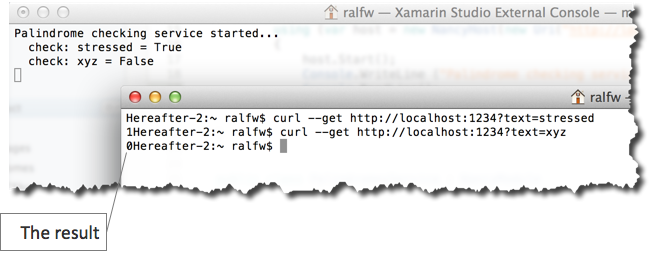 ralfw — Xamarin Studio External Console — m
Palindrome checking service started...
check: stressed = True
check: xyz = False
ralfw —
Hereafter-2:~ ralfw$ curl --get http://localhost:1234?text=stressed
1Hereafter-2:~ ralfw$ curl --get http://localhost:1234?text=xyz
0Hereafter-2:~ ralfw$
The result